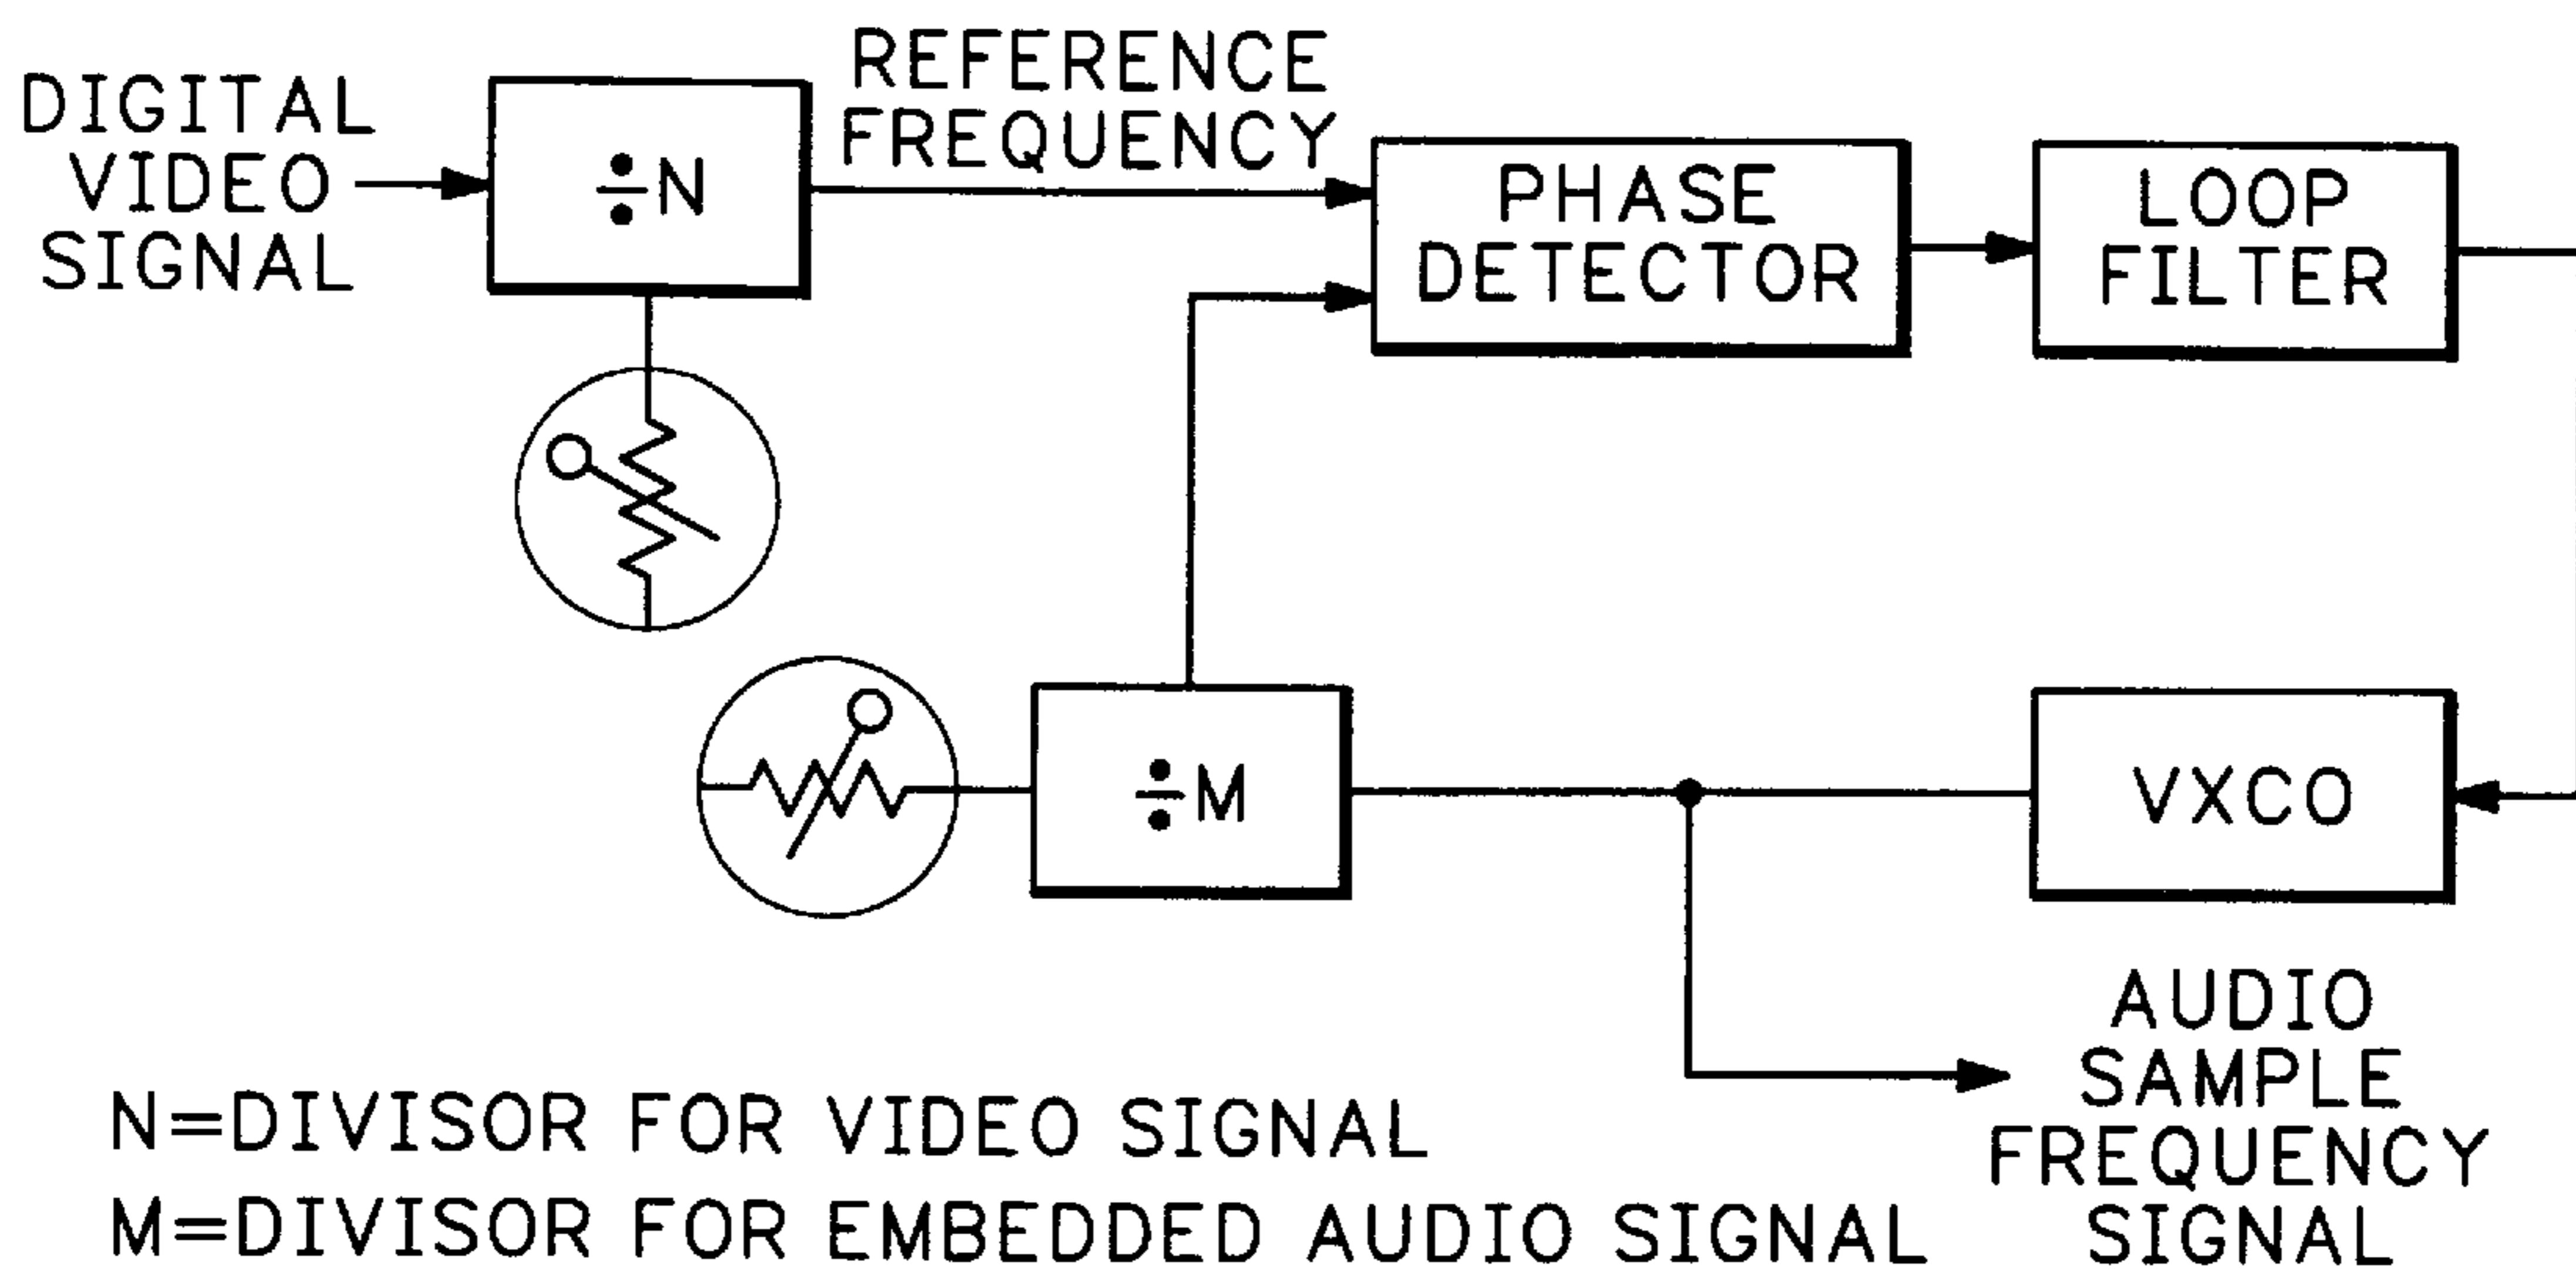 DIGITAL
VIDEO
SIGNAL
÷N
REFERENCE
FREQUENCY
PHASE
DETECTOR
LOOP
FILTER
÷M
VXCO
AUDIO
SAMPLE
FREQUENCY
SIGNAL
N=DIVISOR FOR VIDEO SIGNAL
M=DIVISOR FOR EMBEDDED AUDIO SIGNAL